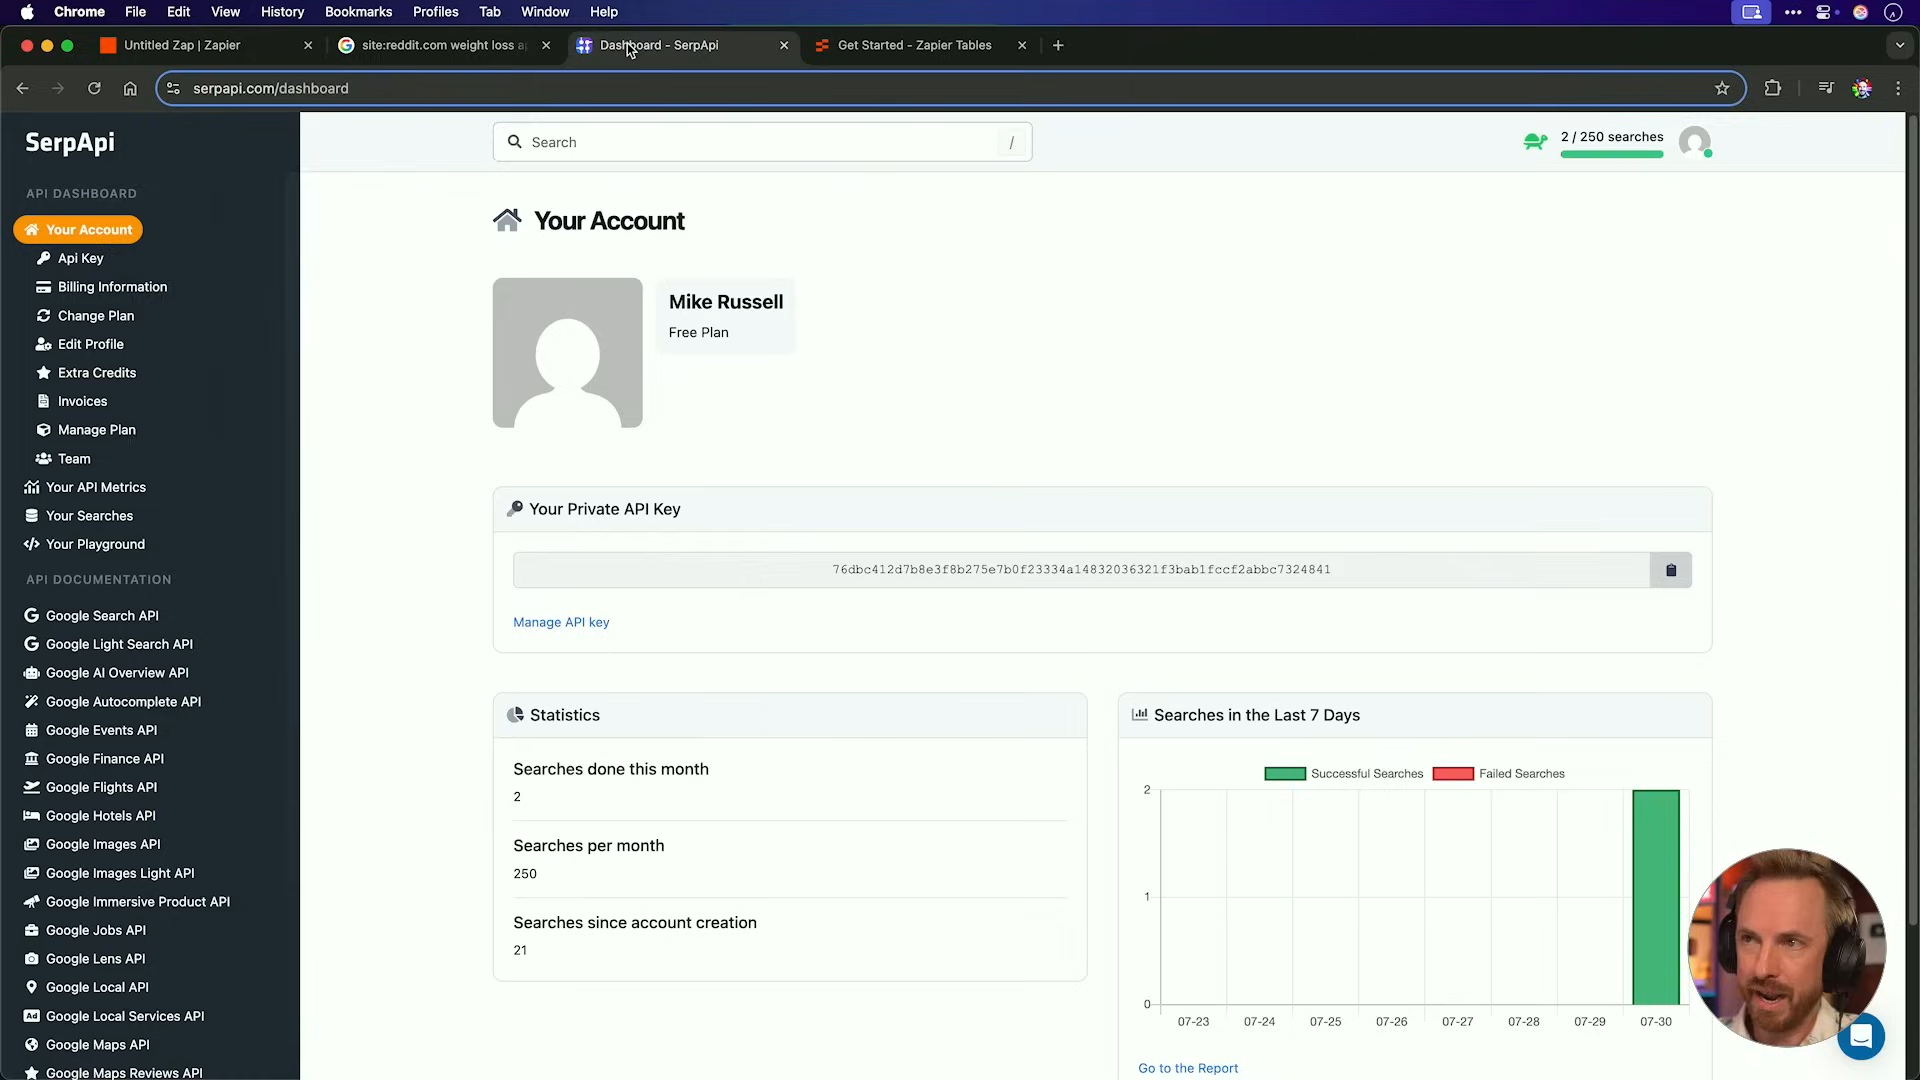 Chrome File Edit View History Bookmarks Profiles Tab Window Help
Untitled Zap | Zapier
site:reddit.com weight loss a
Dashboard - SerpApi
Get Started - Zapier Tables
serpapi.com/dashboard
SerpApi
Search /
2 / 250 searches
API DASHBOARD
Your Account
Api Key
Billing Information
Change Plan
Edit Profile
Extra Credits
Invoices
Manage Plan
Team
Your API Metrics
Your Searches
Your Playground
API DOCUMENTATION
Google Search API
Google Light Search API
Google AI Overview API
Google Autocomplete API
Google Events API
Google Finance API
Google Flights API
Google Hotels API
Google Images API
Google Images Light API
Google Immersive Product API
Google Jobs API
Google Lens API
Google Local API
Ad Google Local Services API
Google Maps API
Google Maps Reviews API
Your Account
Mike Russell
Free Plan
Your Private API Key
76dbc412d7b8e3f8b275e7b0f23334a14832036321f3bab1fccf2abbc7324841
Manage API key
Statistics
Searches done this month
2
Searches per month
250
Searches since account creation
21
Searches in the Last 7 Days
Successful Searches Failed Searches
2
1
0
07-23 07-24 07-25 07-26 07-27 07-28 07-29 07-30
Go to the Report